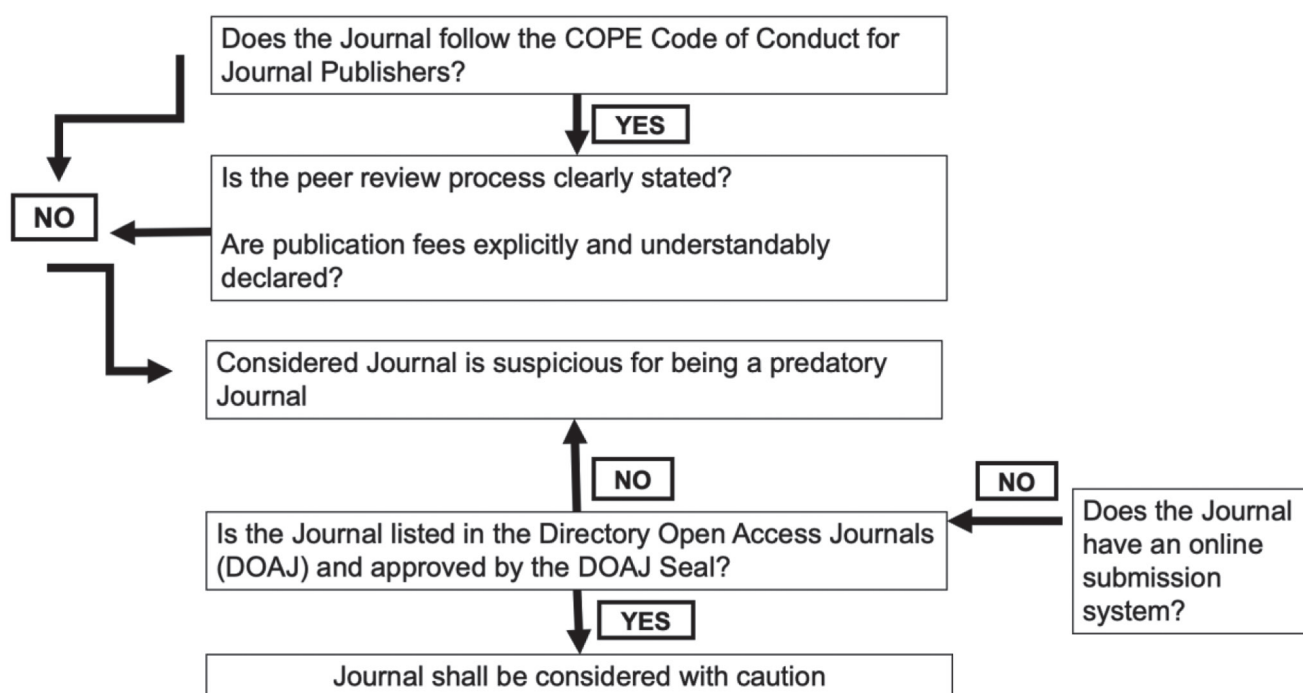 Does the Journal follow the COPE Code of Conduct for
Journal Publishers?
YES
Is the peer review process clearly stated?
NO
Are publication fees explicitly and understandably
declared?
Considered Journal is suspicious for being a predatory
Journal
NO
NO
Is the Journal listed in the Directory Open Access Journals
(DOAJ) and approved by the DOAJ Seal?
Does the Journal
have an online
submission
system?
YES
Journal shall be considered with caution